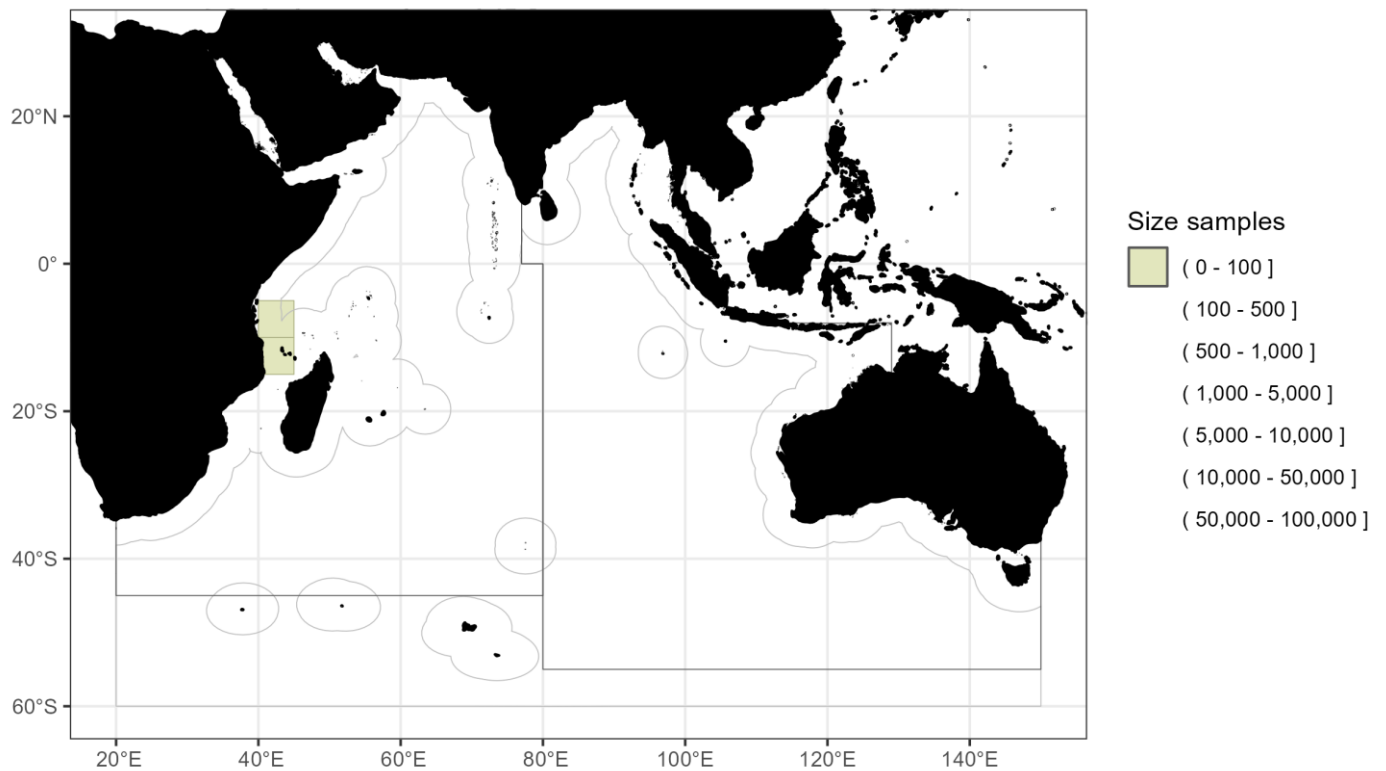 20°N
0°
20°S
40°S
60°S
20°E 40°E 60°E 80°E 100°E 120°E 140°E
Size samples
( 0 - 100 ]
( 100 - 500 ]
( 500 - 1,000 ]
( 1,000 - 5,000 ]
( 5,000 - 10,000 ]
( 10,000 - 50,000 ]
( 50,000 - 100,000 ]